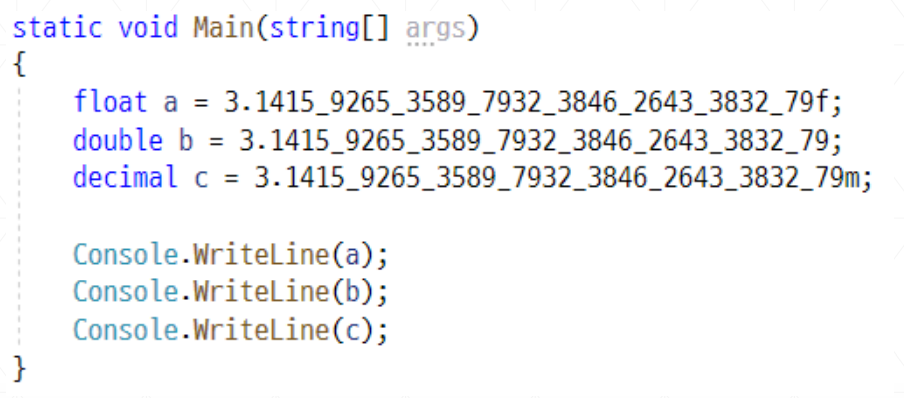 static void Main(string[] args)
{
    float a = 3.1415_9265_3589_7932_3846_2643_3832_79f;
    double b = 3.1415_9265_3589_7932_3846_2643_3832_79;
    decimal c = 3.1415_9265_3589_7932_3846_2643_3832_79m;

    Console.WriteLine(a);
    Console.WriteLine(b);
    Console.WriteLine(c);
}